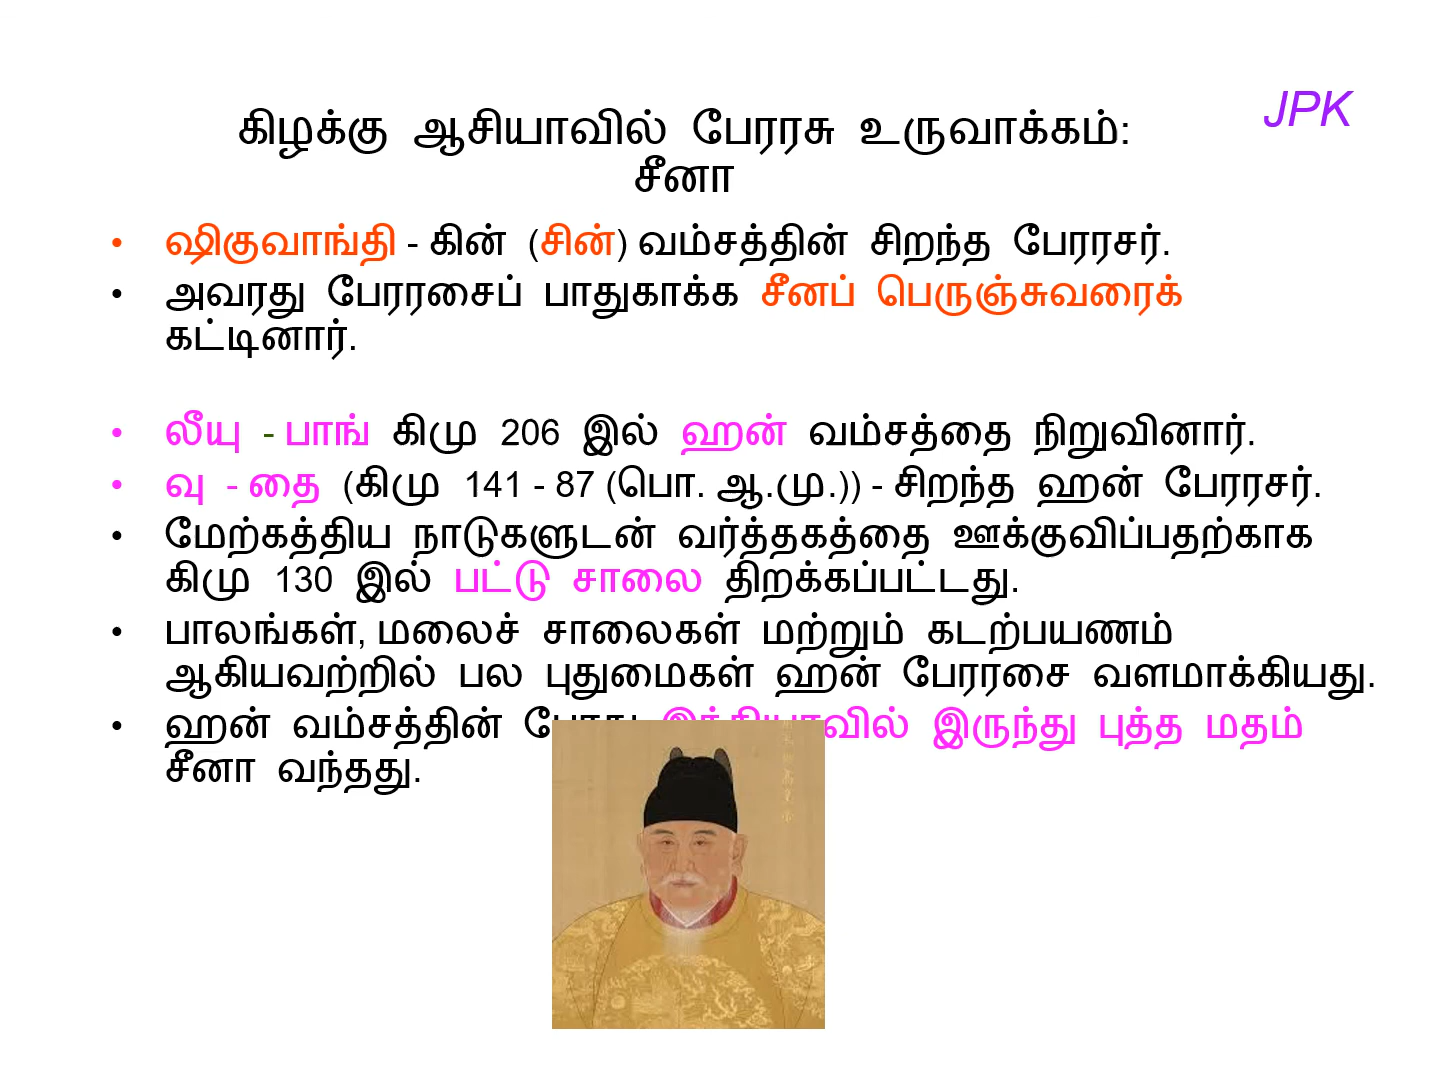 JPK
கிழக்கு ஆசியாவில் பேரரசு உருவாக்கம்:
சீனா
• ஷிகுவாங்தி - கின் (சின்) வம்சத்தின் சிறந்த பேரரசர்.
• அவரது பேரரசைப் பாதுகாக்க சீனப் பெருஞ்சுவரைக்
கட்டினார்.
• லீயு - பாங் கிமு 206 இல் ஹன் வம்சத்தை நிறுவினார்.
• வு - தை (கிமு 141 - 87 (பொ. ஆ.மு.)) - சிறந்த ஹன் பேரரசர்.
• மேற்கத்திய நாடுகளுடன் வர்த்தகத்தை ஊக்குவிப்பதற்காக
கிமு 130 இல் பட்டு சாலை திறக்கப்பட்டது.
• பாலங்கள், மலைச் சாலைகள் மற்றும் கடற்பயணம்
ஆகியவற்றில் பல புதுமைகள் ஹன் பேரரசை வளமாக்கியது.
• ஹன் வம்சத்தின் போது இந்தியாவில் இருந்து புத்த மதம்
சீனா வந்தது.